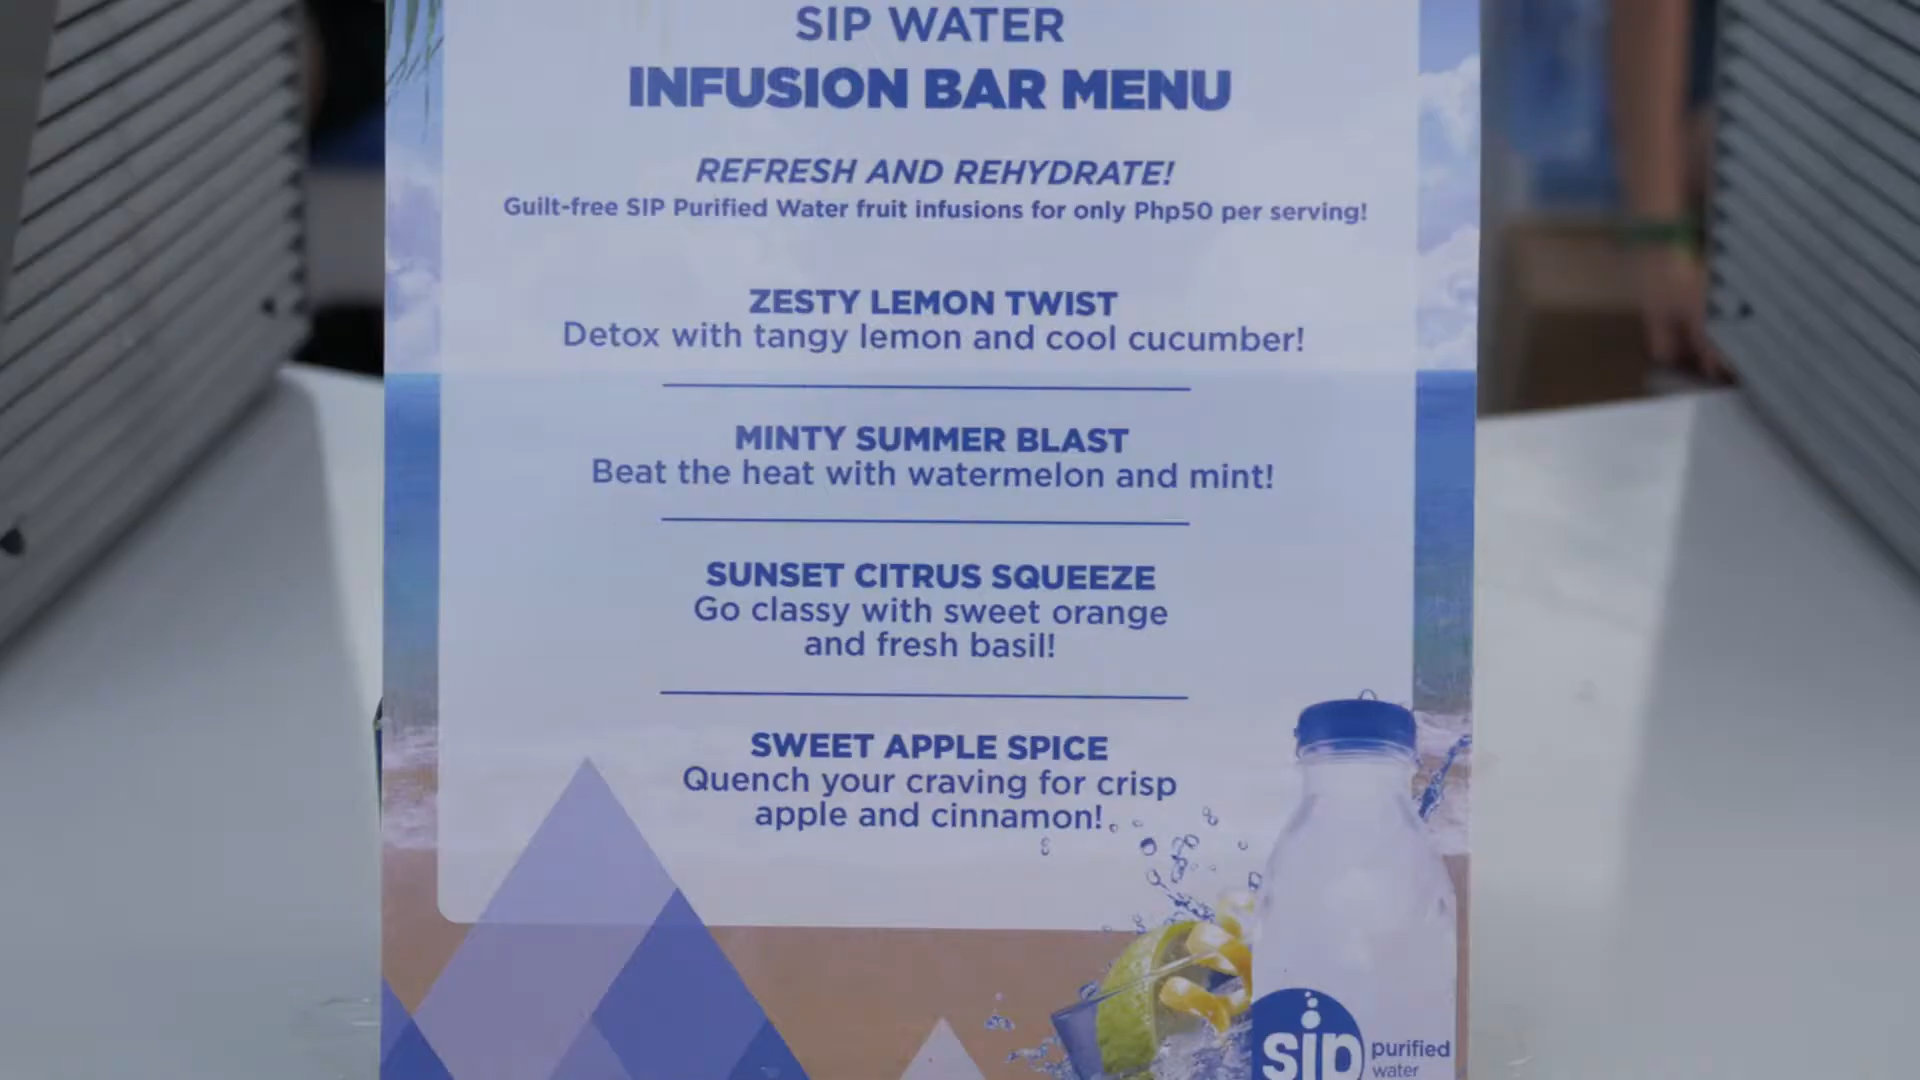 SIP WATER
INFUSION BAR MENU
REFRESH AND REHYDRATE!
Guilt-free SIP Purified Water fruit infusions for only Php50 per serving!
ZESTY LEMON TWIST
Detox with tangy lemon and cool cucumber!
MINTY SUMMER BLAST
Beat the heat with watermelon and mint!
SUNSET CITRUS SQUEEZE
Go classy with sweet orange
and fresh basil!
SWEET APPLE SPICE
Quench your craving for crisp
apple and cinnamon!
sip
purified
water